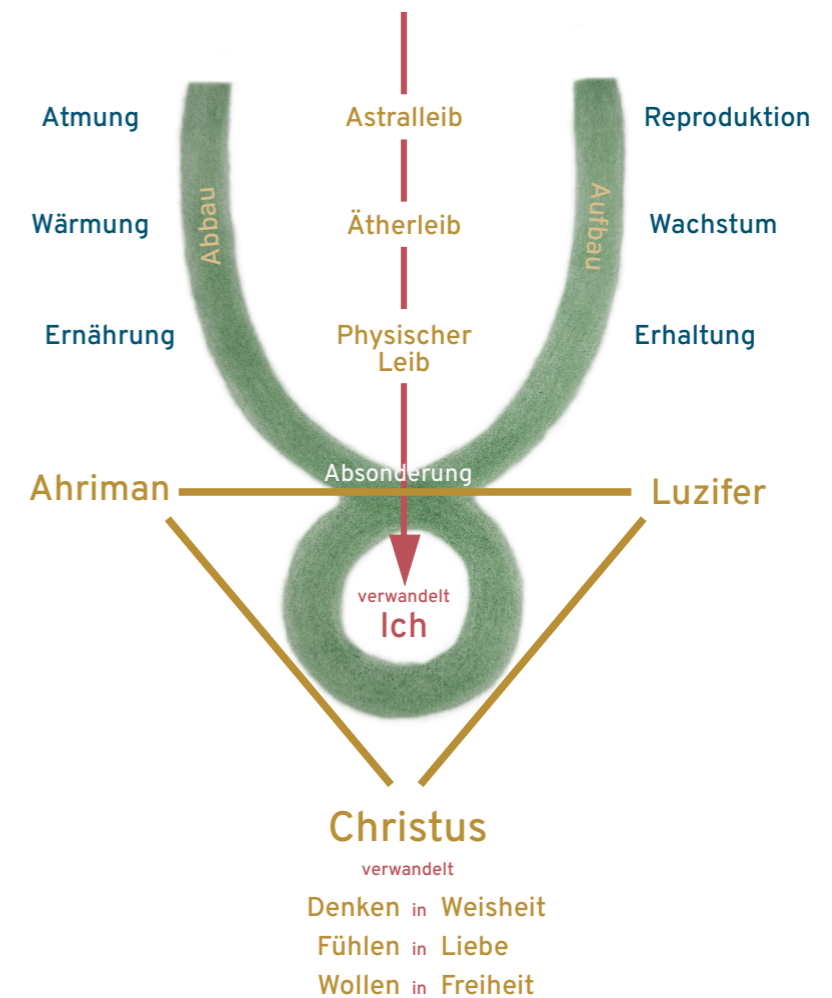 Atmung Astralleib Reproduktion
Wärmung Abbau Ätherleib Aufbau Wachstum
Ernährung Physischer Erhaltung
Leib
Absonderung
Ahriman Luzifer
verwandelt
Ich
Christus
verwandelt
Denken in Weisheit
Fühlen in Liebe
Wollen in Freiheit